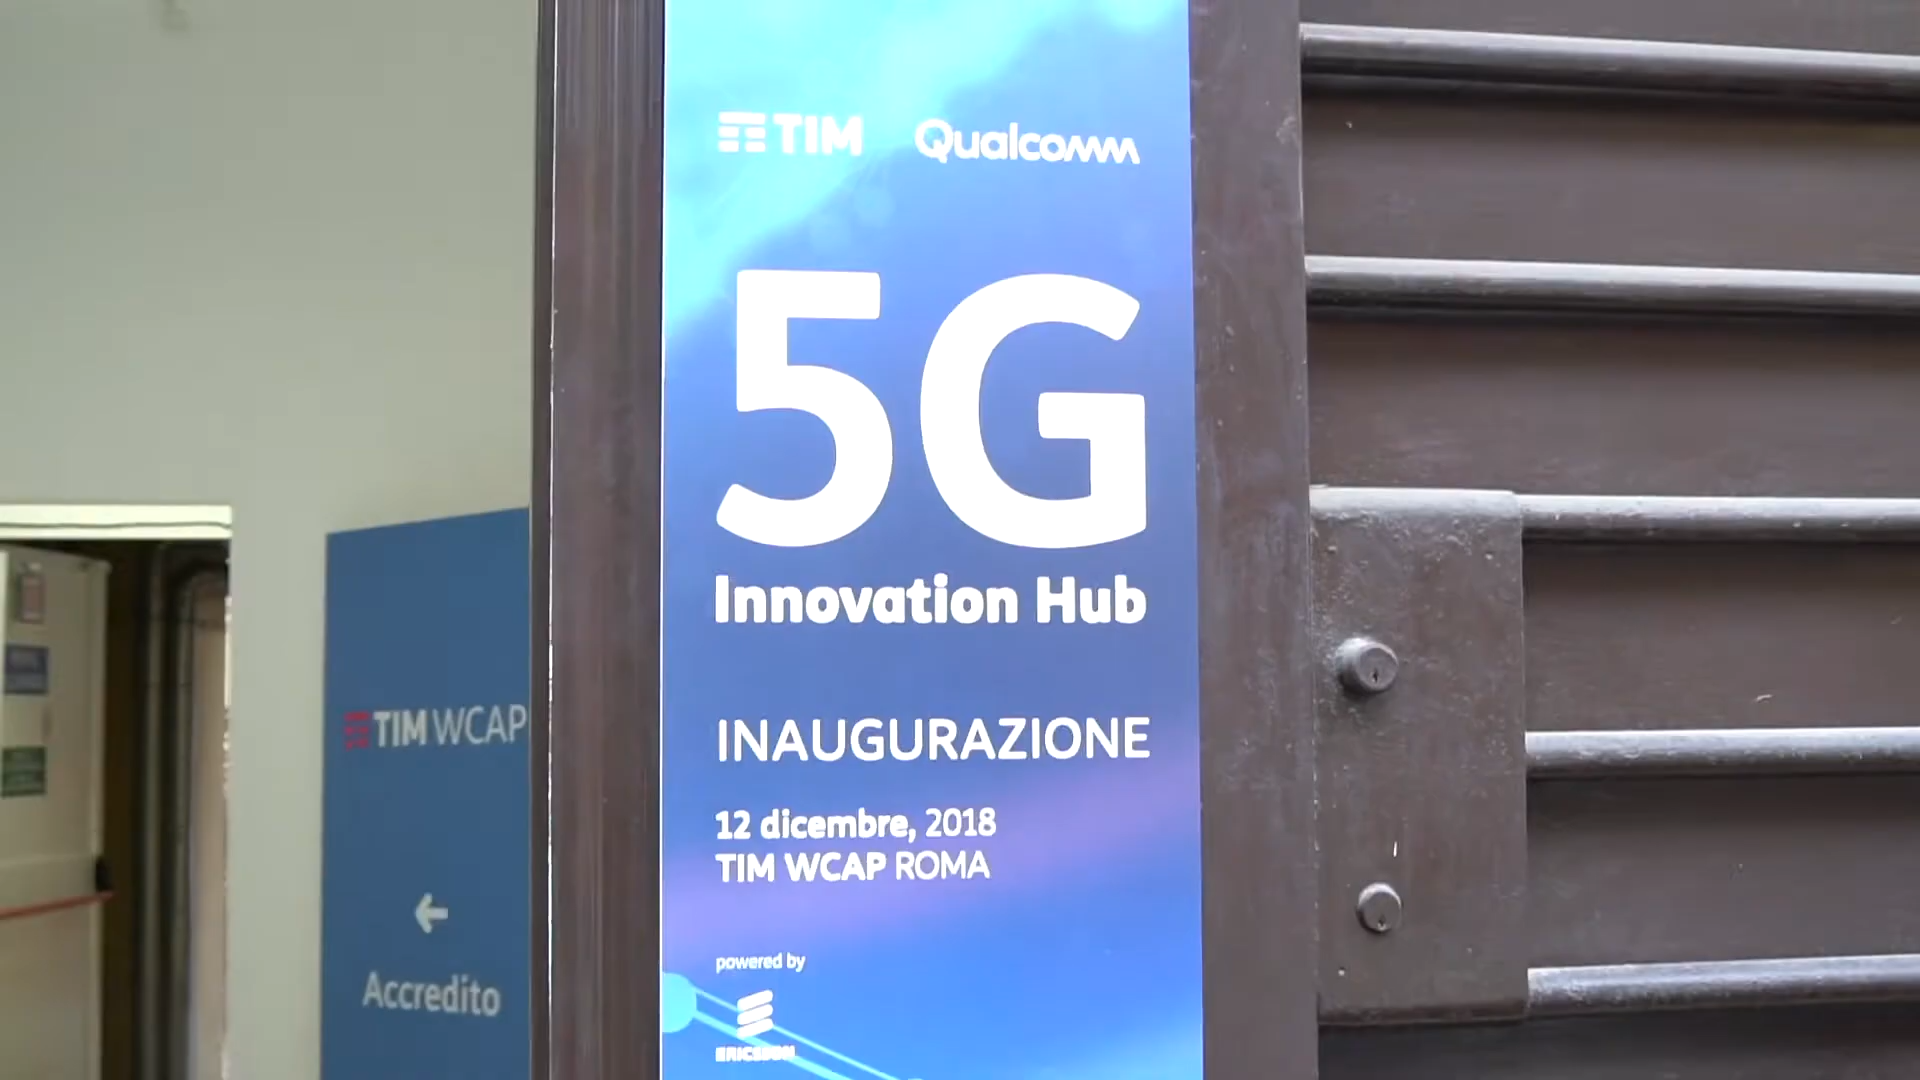 TIM Qualcomm
5G
Innovation Hub
INAUGURAZIONE
12 dicembre, 2018
TIM WCAP ROMA
powered by
ERICSSON
TIM WCAP
Accredito